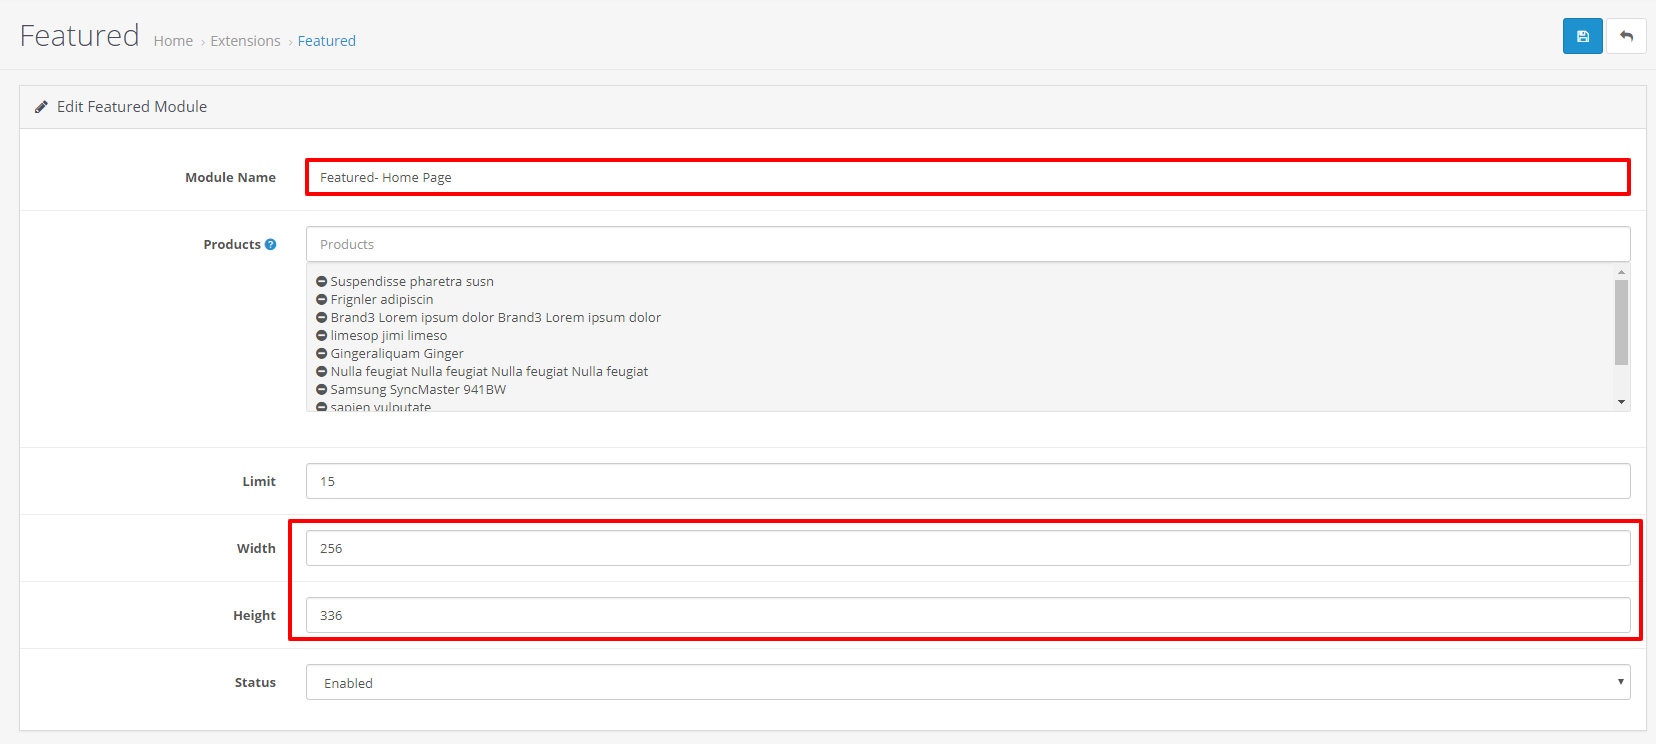 Featured Home › Extensions › Featured
Edit Featured Module
Module Name Featured- Home Page
Products Products
Suspendisse pharetra susn
Frignler adipiscin
Brand3 Lorem ipsum dolor Brand3 Lorem ipsum dolor
limesop jimi limeso
Gingeraliquam Ginger
Nulla feugiat Nulla feugiat Nulla feugiat Nulla feugiat
Samsung SyncMaster 941BW
sapien vulputate
Limit 15
Width 256
Height 336
Status Enabled